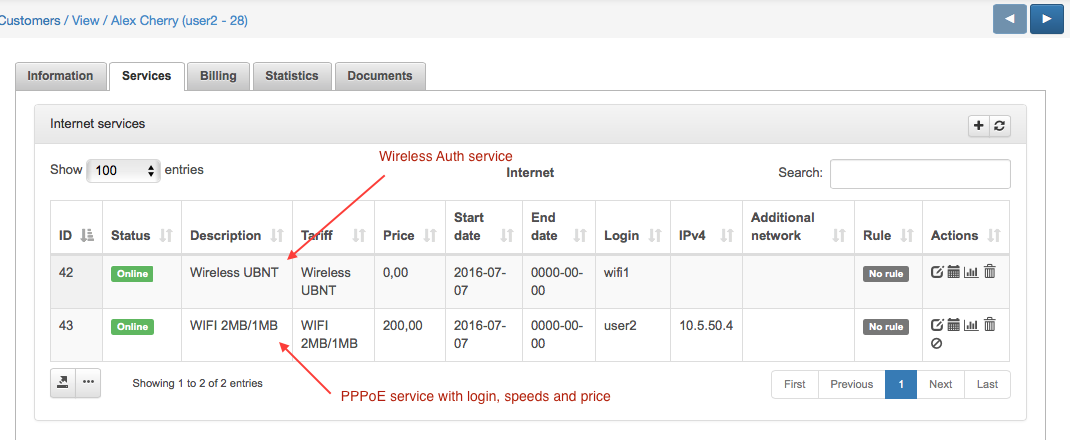 Customers / View / Alex Cherry (user2 - 28)
Information Services Billing Statistics Documents
Internet services
Wireless Auth service
Show 100 entries Internet Search:
ID Status Description Tariff Price Start date End date Login IPv4 Additional network Rule Actions
42 Online Wireless UBNT Wireless UBNT 0,00 2016-07-07 0000-00-00 wifi1 No rule
43 Online WIFI 2MB/1MB WIFI 2MB/1MB 200,00 2016-07-07 0000-00-00 user2 10.5.50.4 No rule
Showing 1 to 2 of 2 entries First Previous 1 Next Last
PPPoE service with login, speeds and price